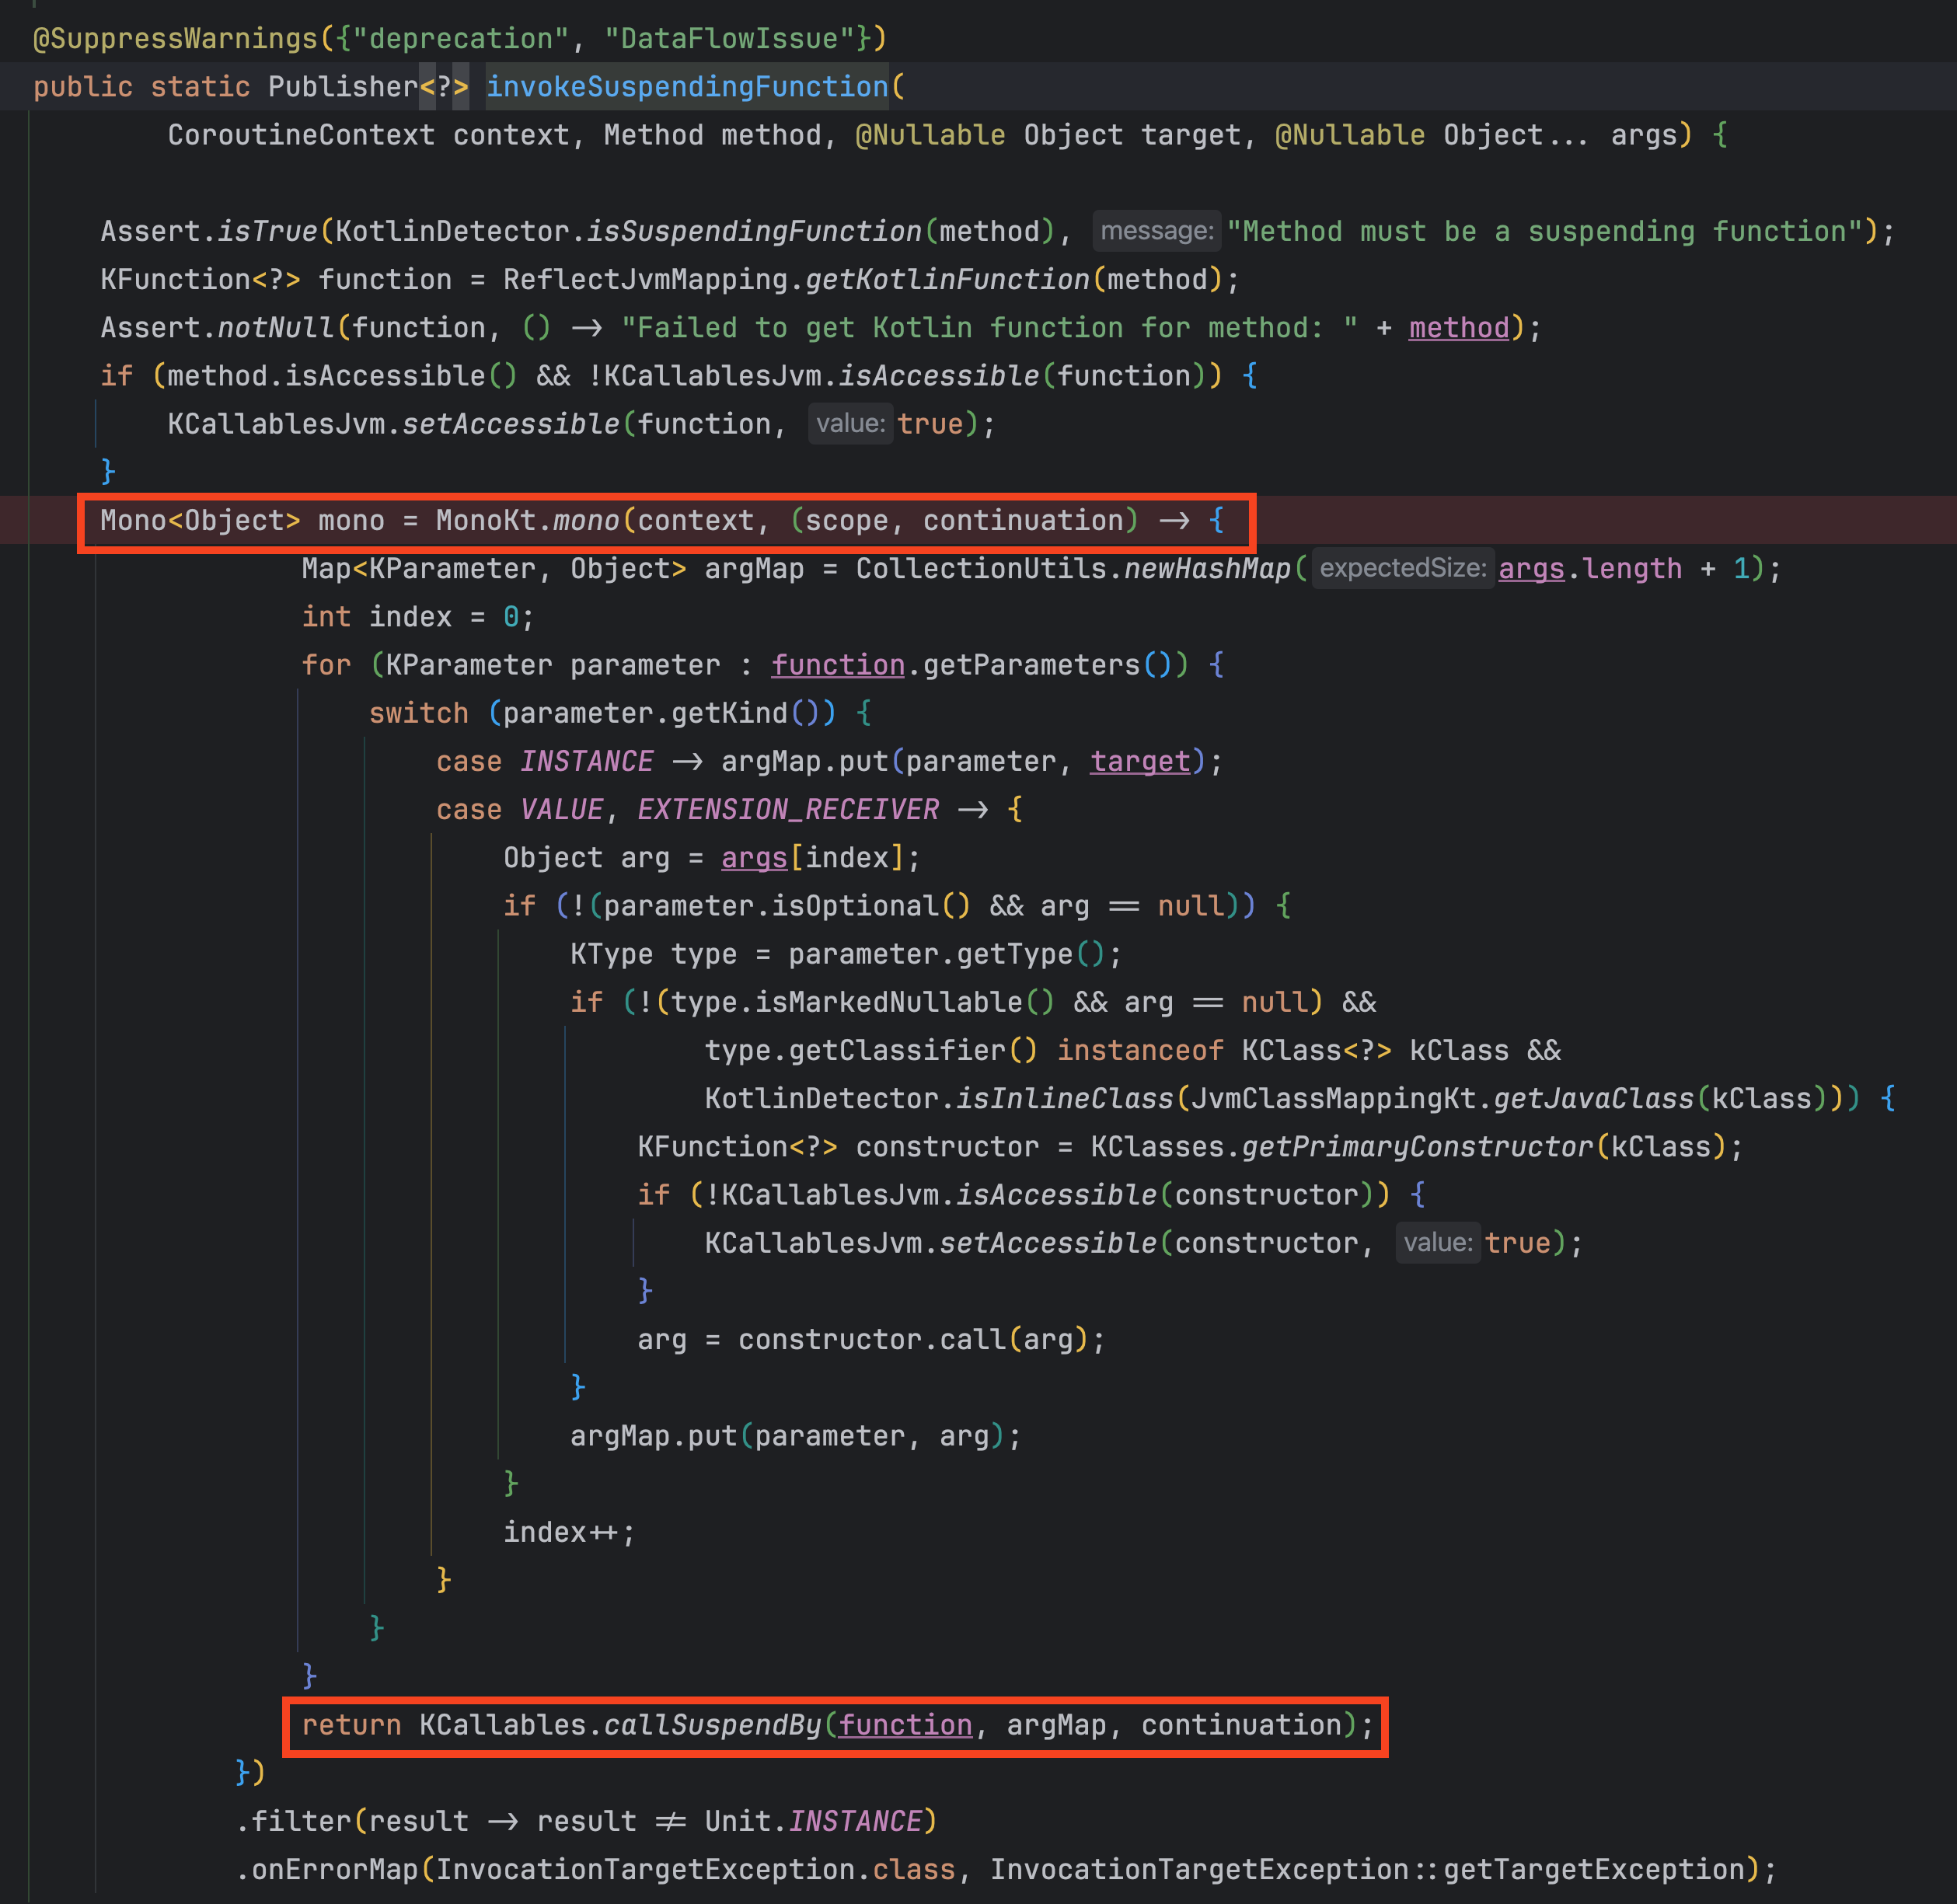 @SuppressWarnings({"deprecation", "DataFlowIssue"})
public static Publisher<?> invokeSuspendingFunction(
CoroutineContext context, Method method, @Nullable Object target, @Nullable Object... args) {
Assert.isTrue(KotlinDetector.isSuspendingFunction(method), message: "Method must be a suspending function");
KFunction<?> function = ReflectJvmMapping.getKotlinFunction(method);
Assert.notNull(function, () -> "Failed to get Kotlin function for method: " + method);
if (method.isAccessible() && !KCallablesJvm.isAccessible(function)) {
KCallablesJvm.setAccessible(function, value: true);
}
Mono<Object> mono = MonoKt.mono(context, (scope, continuation) -> {
Map<KParameter, Object> argMap = CollectionUtils.newHashMap( expectedSize: args.length + 1);
int index = 0;
for (KParameter parameter : function.getParameters()) {
switch (parameter.getKind()) {
case INSTANCE -> argMap.put(parameter, target);
case VALUE, EXTENSION_RECEIVER -> {
Object arg = args[index];
if (!(parameter.isOptional() && arg == null)) {
KType type = parameter.getType();
if (!(type.isMarkedNullable() && arg == null) &&
type.getClassifier() instanceof KClass<?> kClass &&
KotlinDetector.isInlineClass(JvmClassMappingKt.getJavaClass(kClass))) {
KFunction<?> constructor = KClasses.getPrimaryConstructor(kClass);
if (!KCallablesJvm.isAccessible(constructor)) {
KCallablesJvm.setAccessible(constructor, value: true);
}
arg = constructor.call(arg);
}
argMap.put(parameter, arg);
}
index++;
}
}
}
return KCallables.callSuspendBy(function, argMap, continuation);
})
.filter(result -> result != Unit.INSTANCE)
.onErrorMap(InvocationTargetException.class, InvocationTargetException::getTargetException);